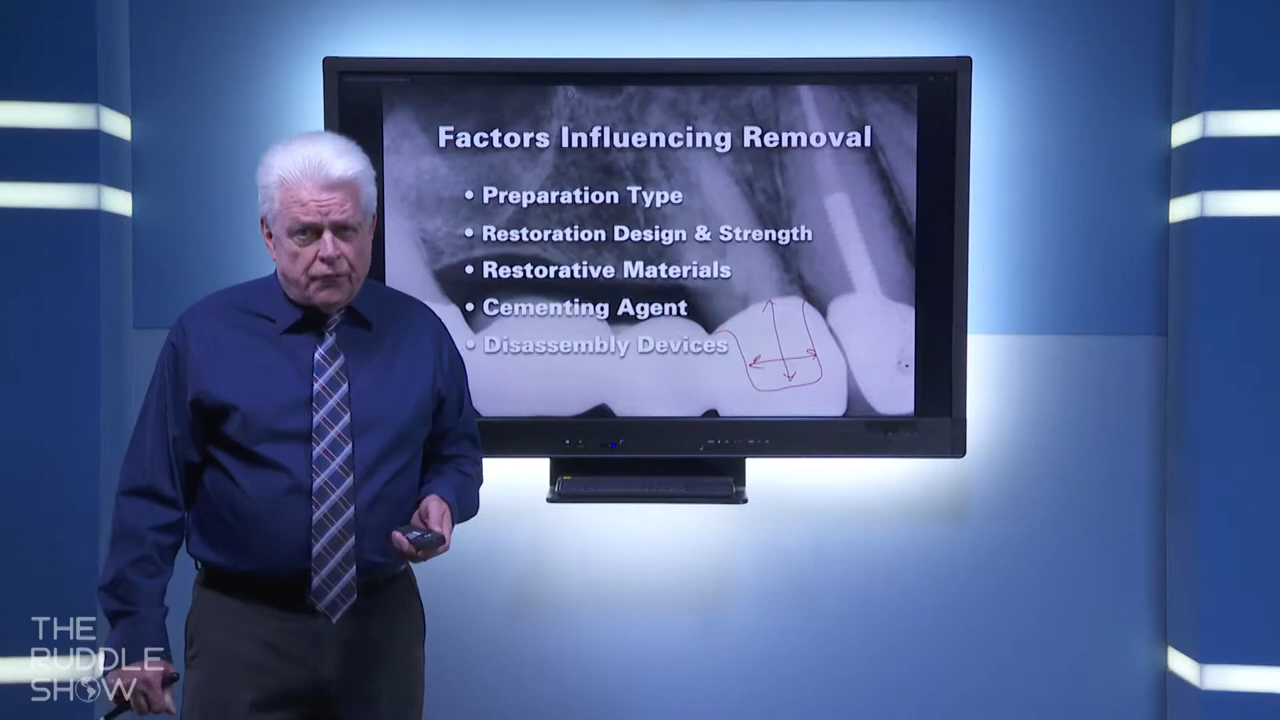 Factors Influencing Removal
• Preparation Type
• Restoration Design & Strength
• Restorative Materials
• Cementing Agent
• Disassembly Devices
THE
RUDDLE
SHOW